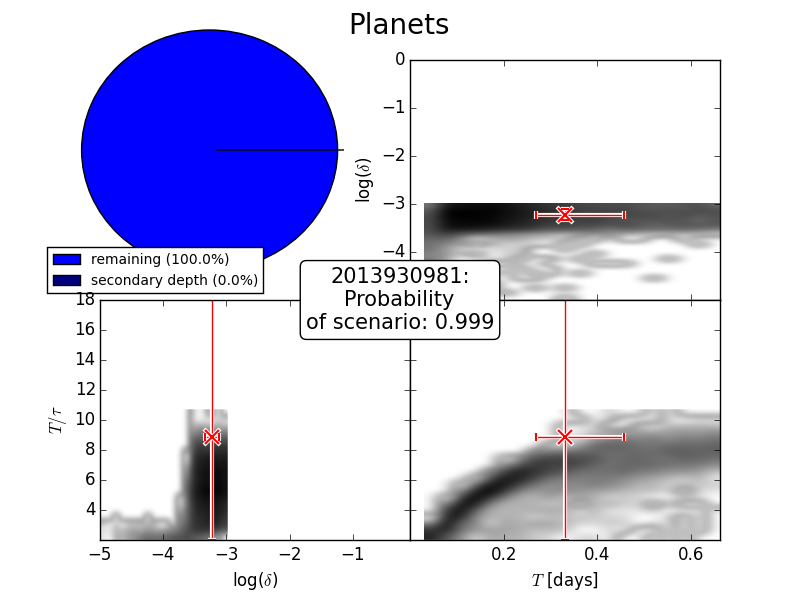 Planets
remaining (100.0%)
secondary depth (0.0%)
0
−1
−2
−3
−4
log(δ)
2013930981:
Probability
of scenario: 0.999
18
16
14
12
10
8
6
4
T/τ
−5
−4
−3
−2
−1
log(δ)
0.2
0.4
0.6
T [days]